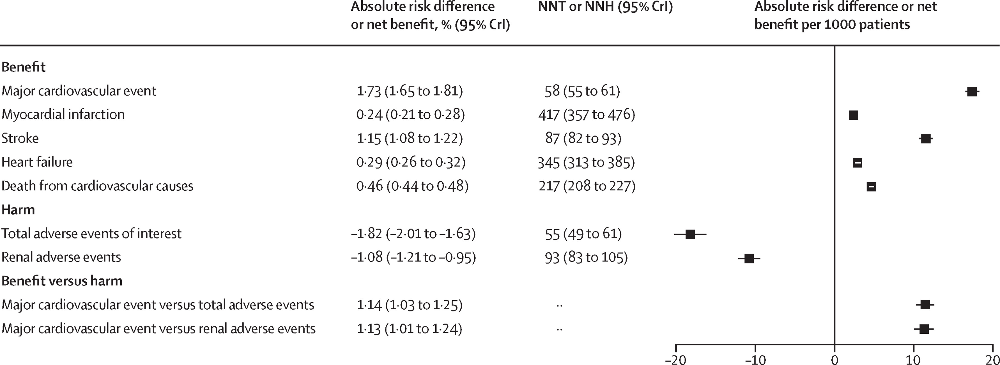 Absolute risk difference or net benefit, % (95% CrI)
NNT or NNH (95% CrI)
Absolute risk difference or net benefit per 1000 patients
Benefit
Major cardiovascular event 1·73 (1·65 to 1·81) 58 (55 to 61)
Myocardial infarction 0·24 (0·21 to 0·28) 417 (357 to 476)
Stroke 1·15 (1·08 to 1·22) 87 (82 to 93)
Heart failure 0·29 (0·26 to 0·32) 345 (313 to 385)
Death from cardiovascular causes 0·46 (0·44 to 0·48) 217 (208 to 227)
Harm
Total adverse events of interest –1·82 (–2·01 to –1·63) 55 (49 to 61)
Renal adverse events –1·08 (–1·21 to –0·95) 93 (83 to 105)
Benefit versus harm
Major cardiovascular event versus total adverse events 1·14 (1·03 to 1·25) ··
Major cardiovascular event versus renal adverse events 1·13 (1·01 to 1·24) ··
–20 –10 0 10 20